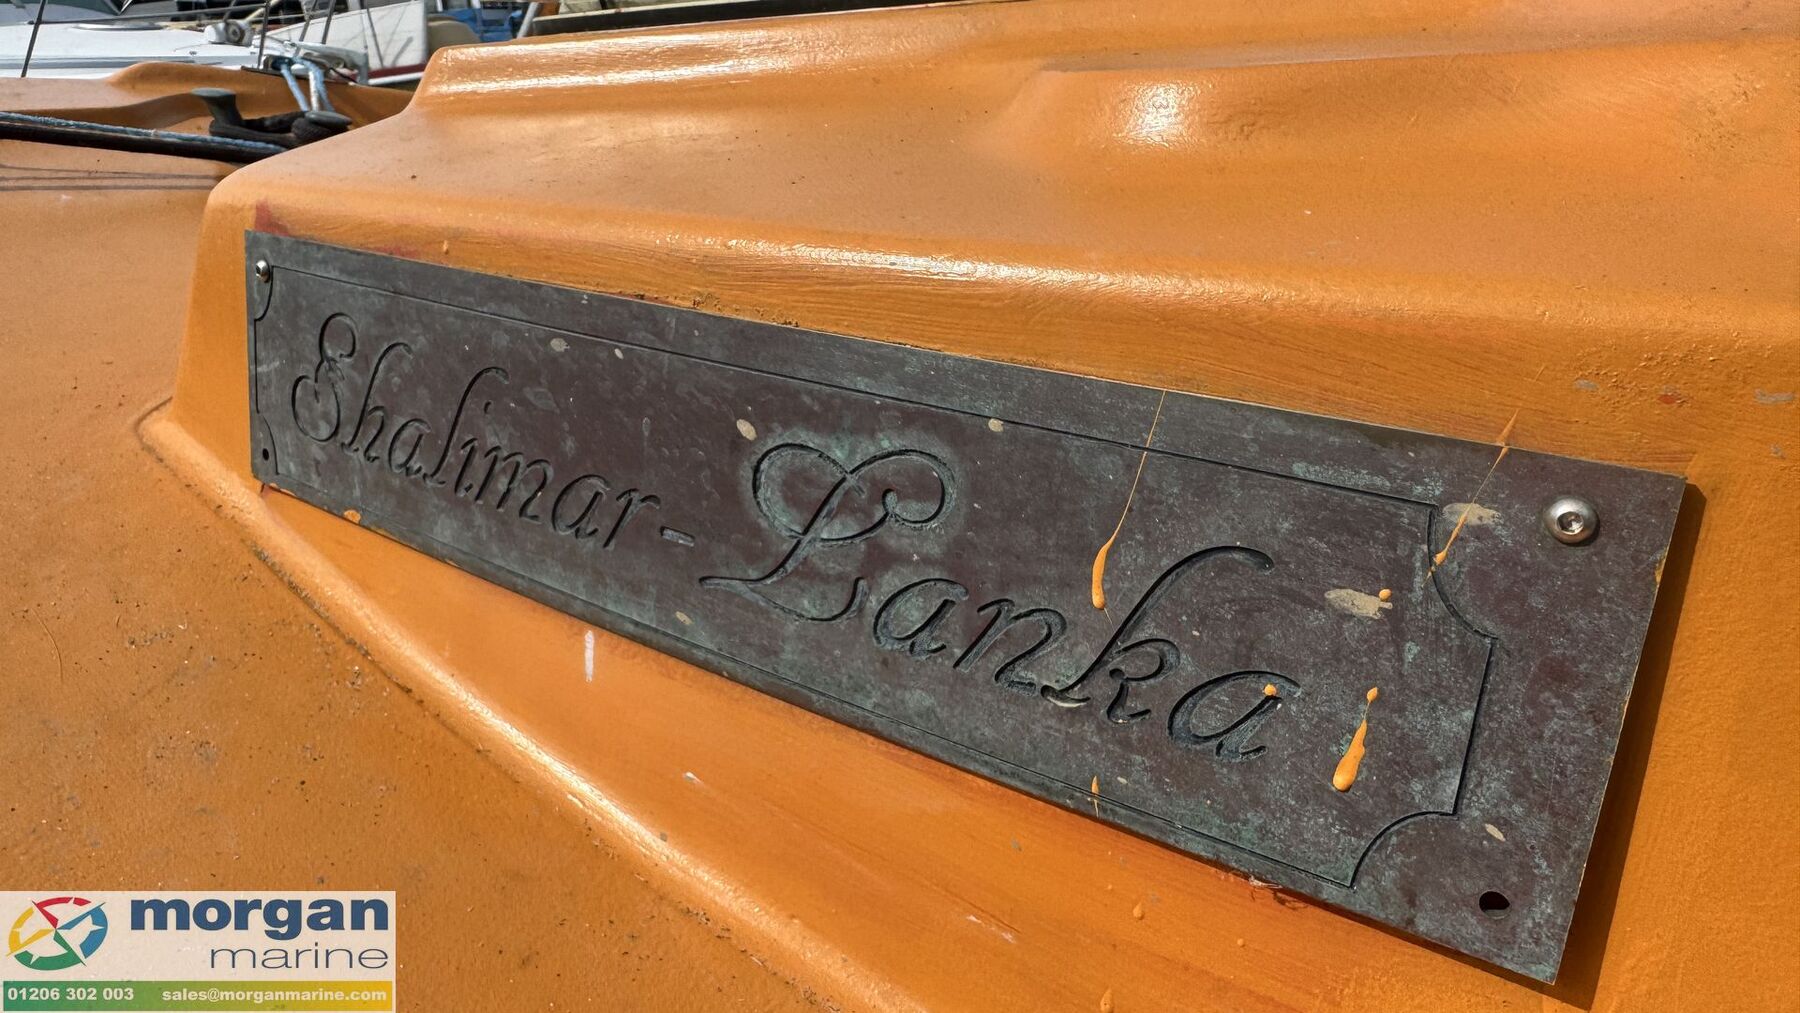 Shalimar - Lanka
morgan
marine
01206 302 003 sales@morganmarine.com